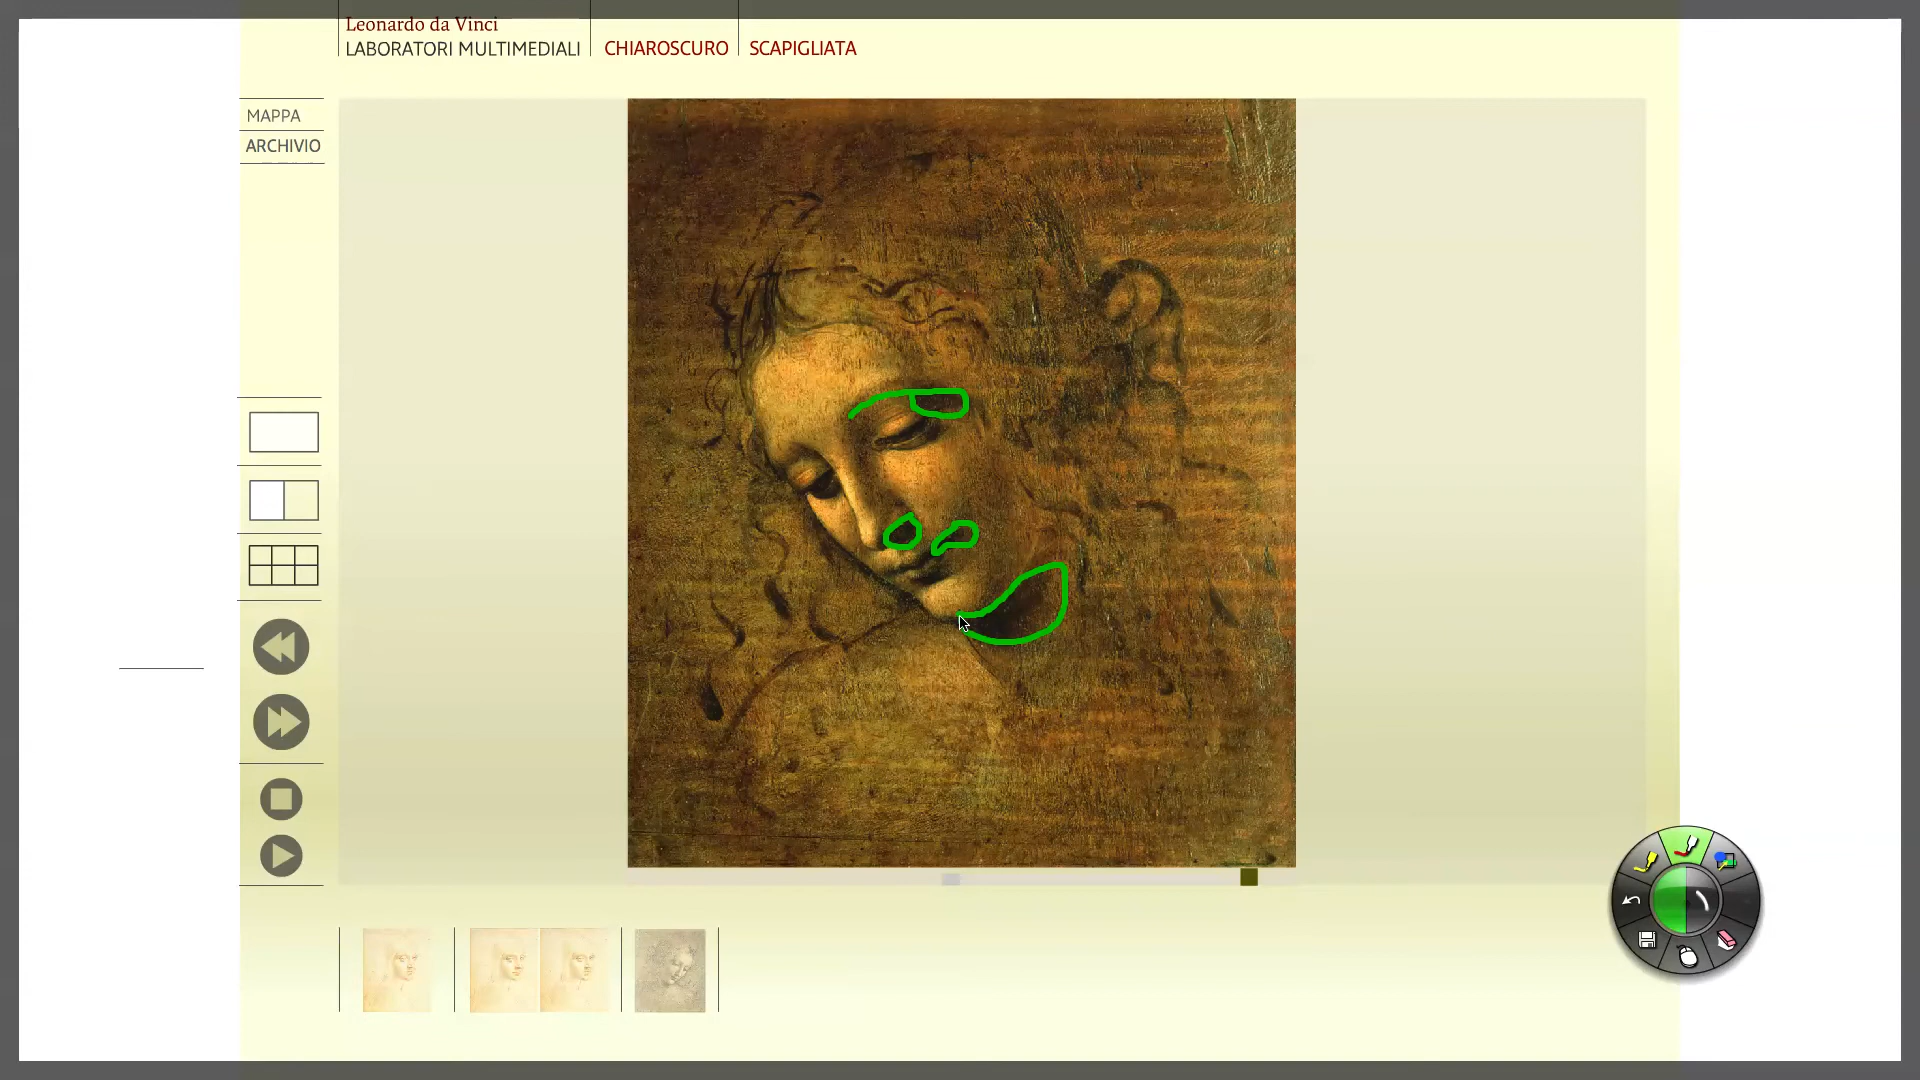 Leonardo da Vinci
LABORATORI MULTIMEDIALI
CHIAROSCURO
SCAPIGLIATA
MAPPA
ARCHIVIO